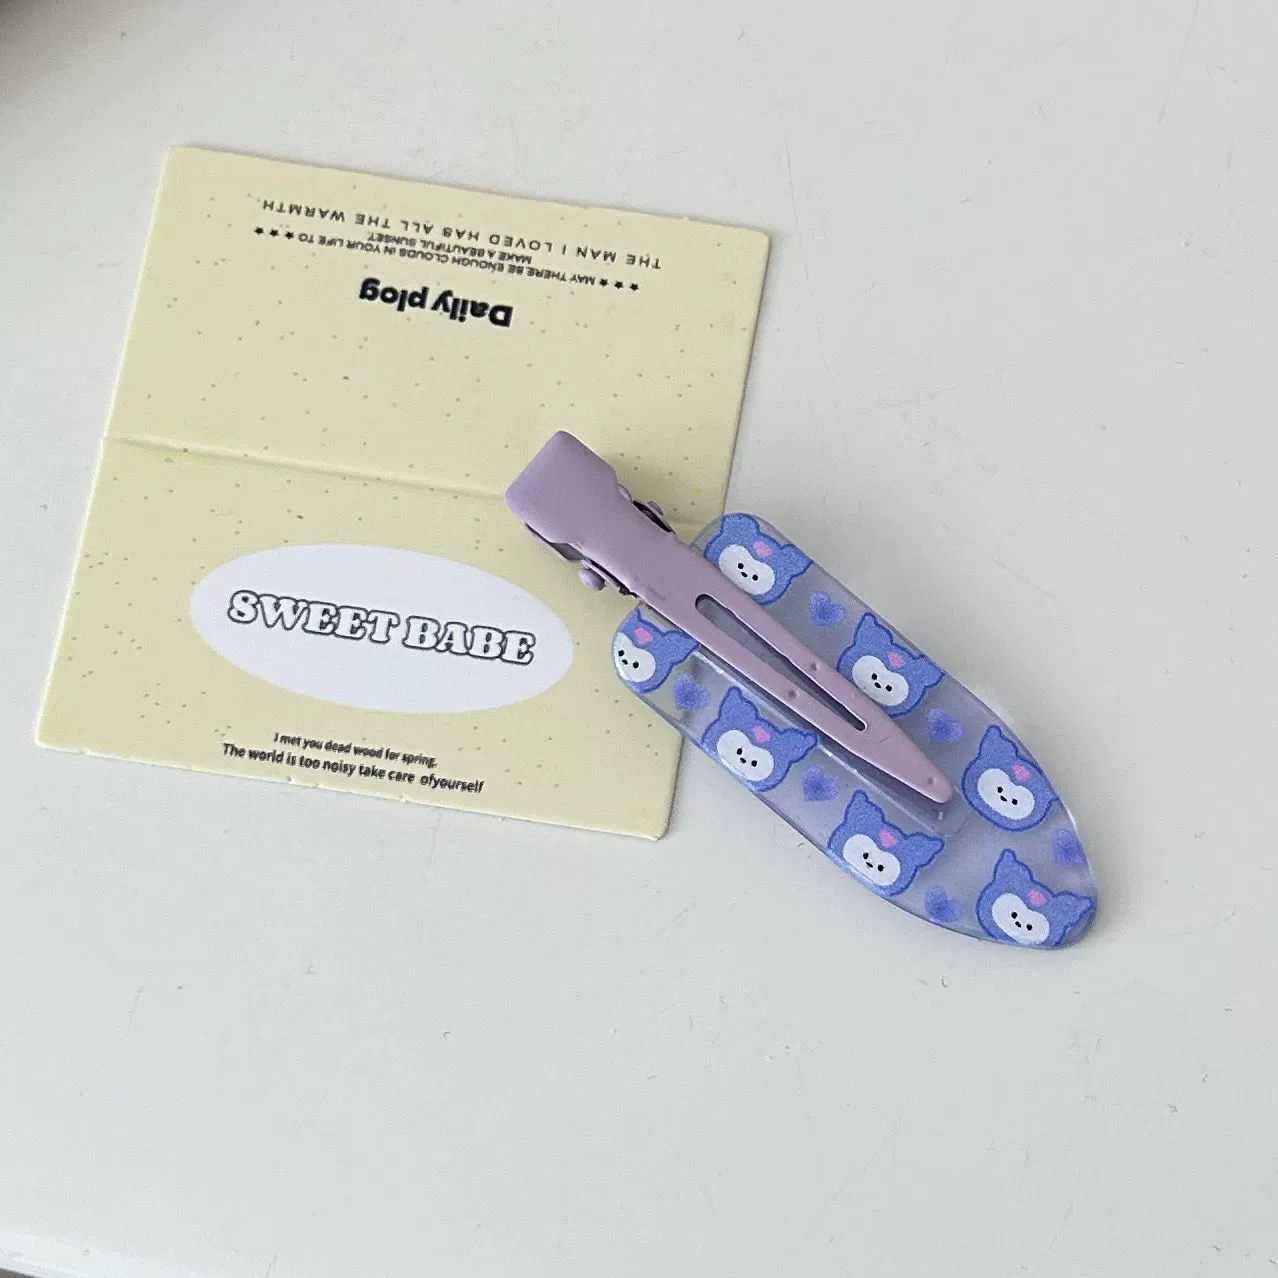 THE MAN I LOVED HAS ALL THE WARMTH.
★★★ MAY THERE BE ENOUGH CLOUDS IN YOUR LIFE TO ★★★
MAKE A BEAUTIFUL SUNSET.
Daily plog
SWEET BABE
I met you dead wood for spring.
The world is too noisy take care ofyourself